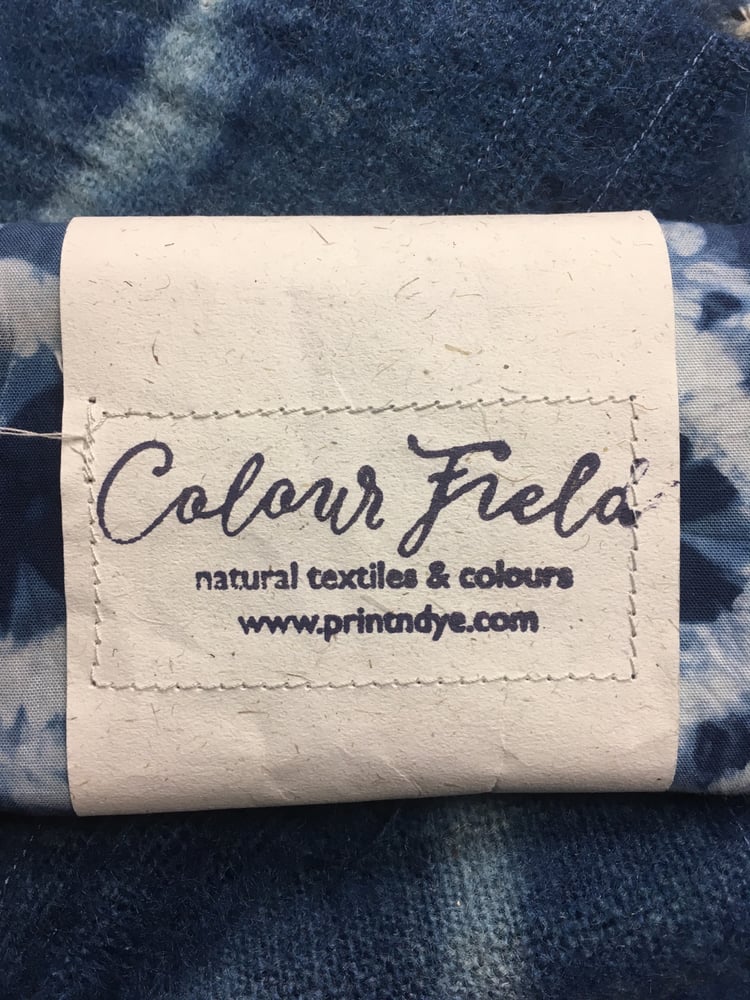 Colour Field
natural textiles & colours
www.printndye.com